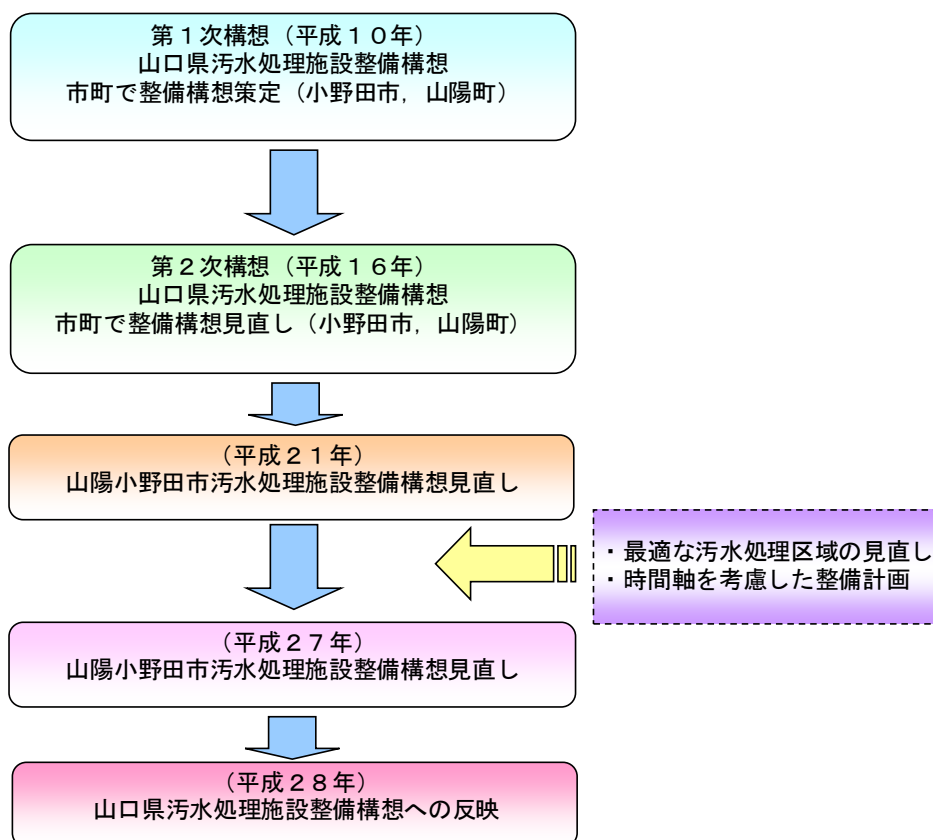 第１次構想（平成１０年）
山口県汚水処理施設整備構想
市町で整備構想策定（小野田市，山陽町）
第２次構想（平成１６年）
山口県汚水処理施設整備構想
市町で整備構想見直し（小野田市，山陽町）
（平成２１年）
山陽小野田市汚水処理施設整備構想見直し
・最適な汚水処理区域の見直し
・時間軸を考慮した整備計画
（平成２７年）
山陽小野田市汚水処理施設整備構想見直し
（平成２８年）
山口県汚水処理施設整備構想への反映